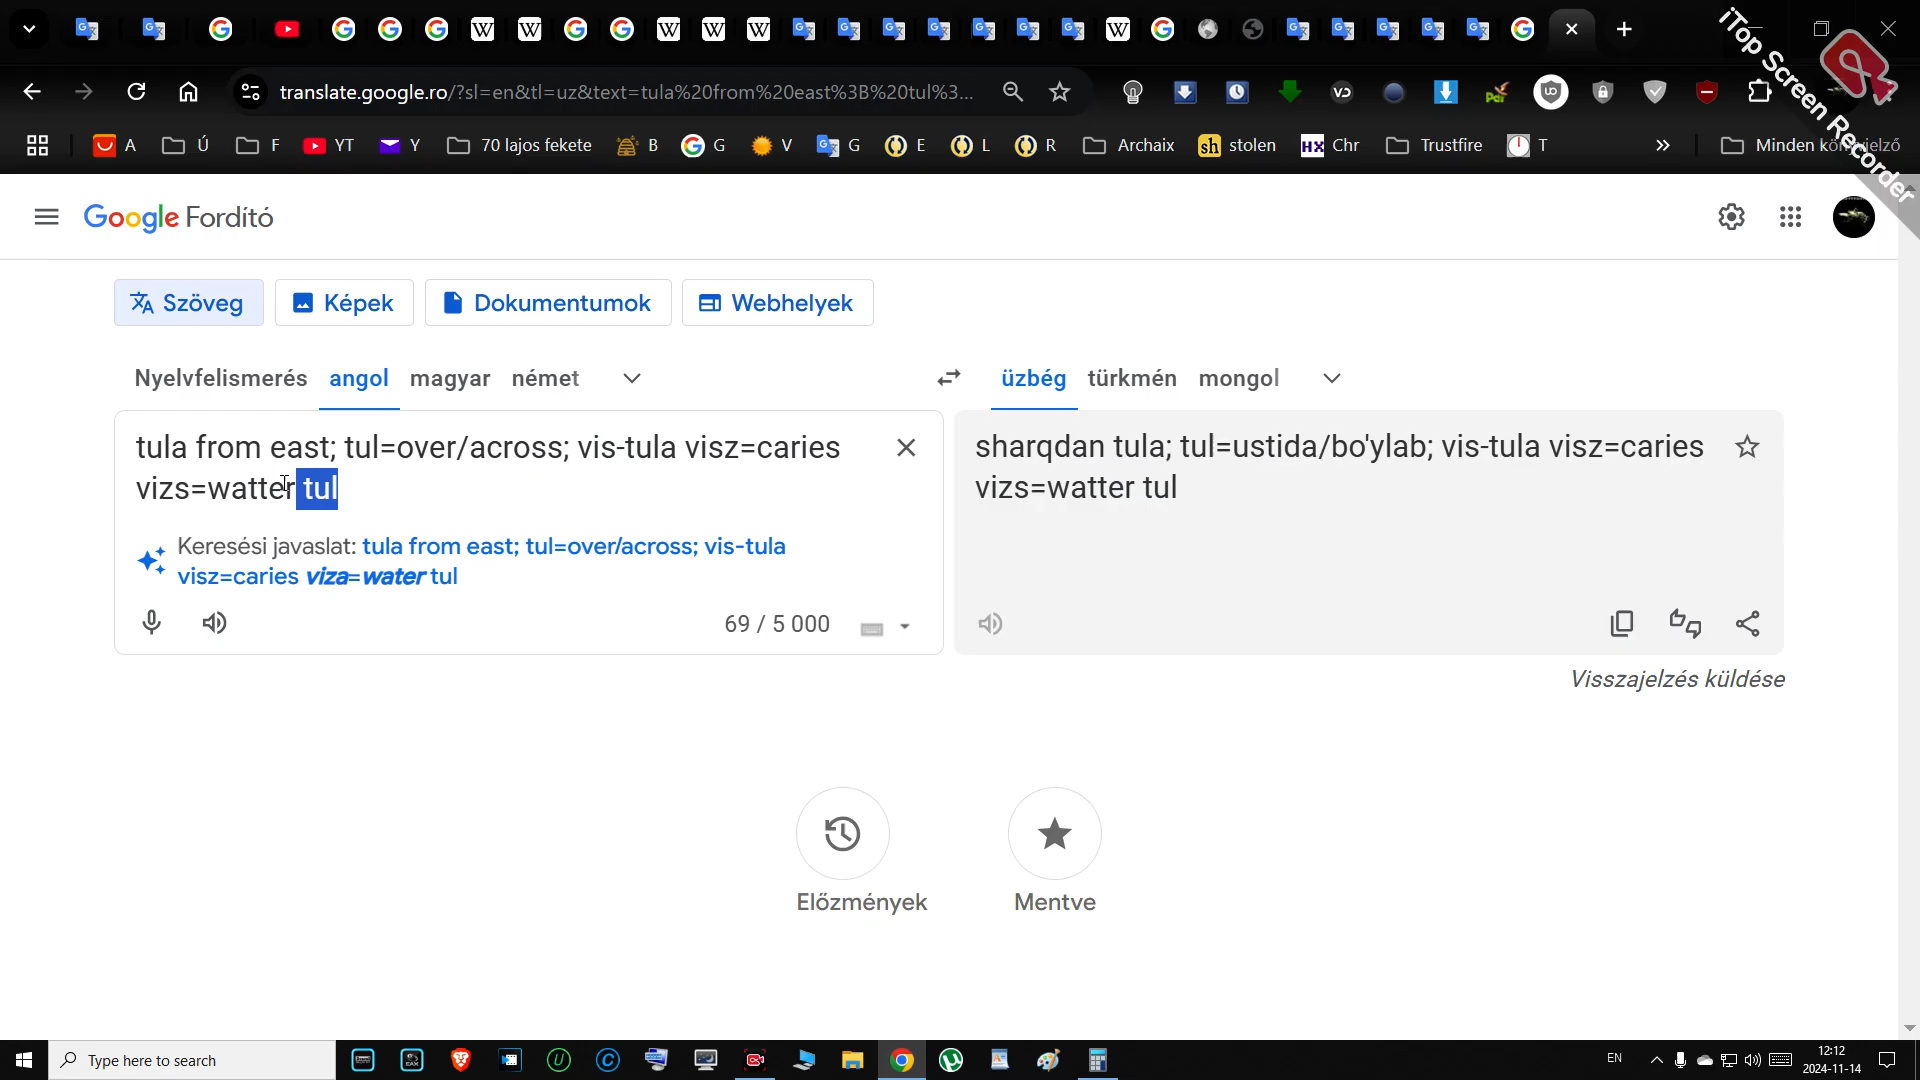 iTop Screen Recorder
translate.google.ro/?sl=en&tl=uz&text=tula%20from%20east%3B%20tul%3...
A Ú F YT Y 70 lajos fekete B G V G E L R Archaix sh stolen HX Chr Trustfire T » Minden könyvjelző
Google Fordító
Szöveg Képek Dokumentumok Webhelyek
Nyelvfelismerés angol magyar német üzbég türkmén mongol
tula from east; tul=over/across; vis-tula visz=caries
vizs=watter tul
sharqdan tula; tul=ustida/bo'ylab; vis-tula visz=caries
vizs=watter tul
Keresési javaslat: tula from east; tul=over/across; vis-tula
visz=caries viza=water tul
69 / 5 000
Visszajelzés küldése
Előzmények Mentve
Type here to search
EN
12:12
2024-11-14